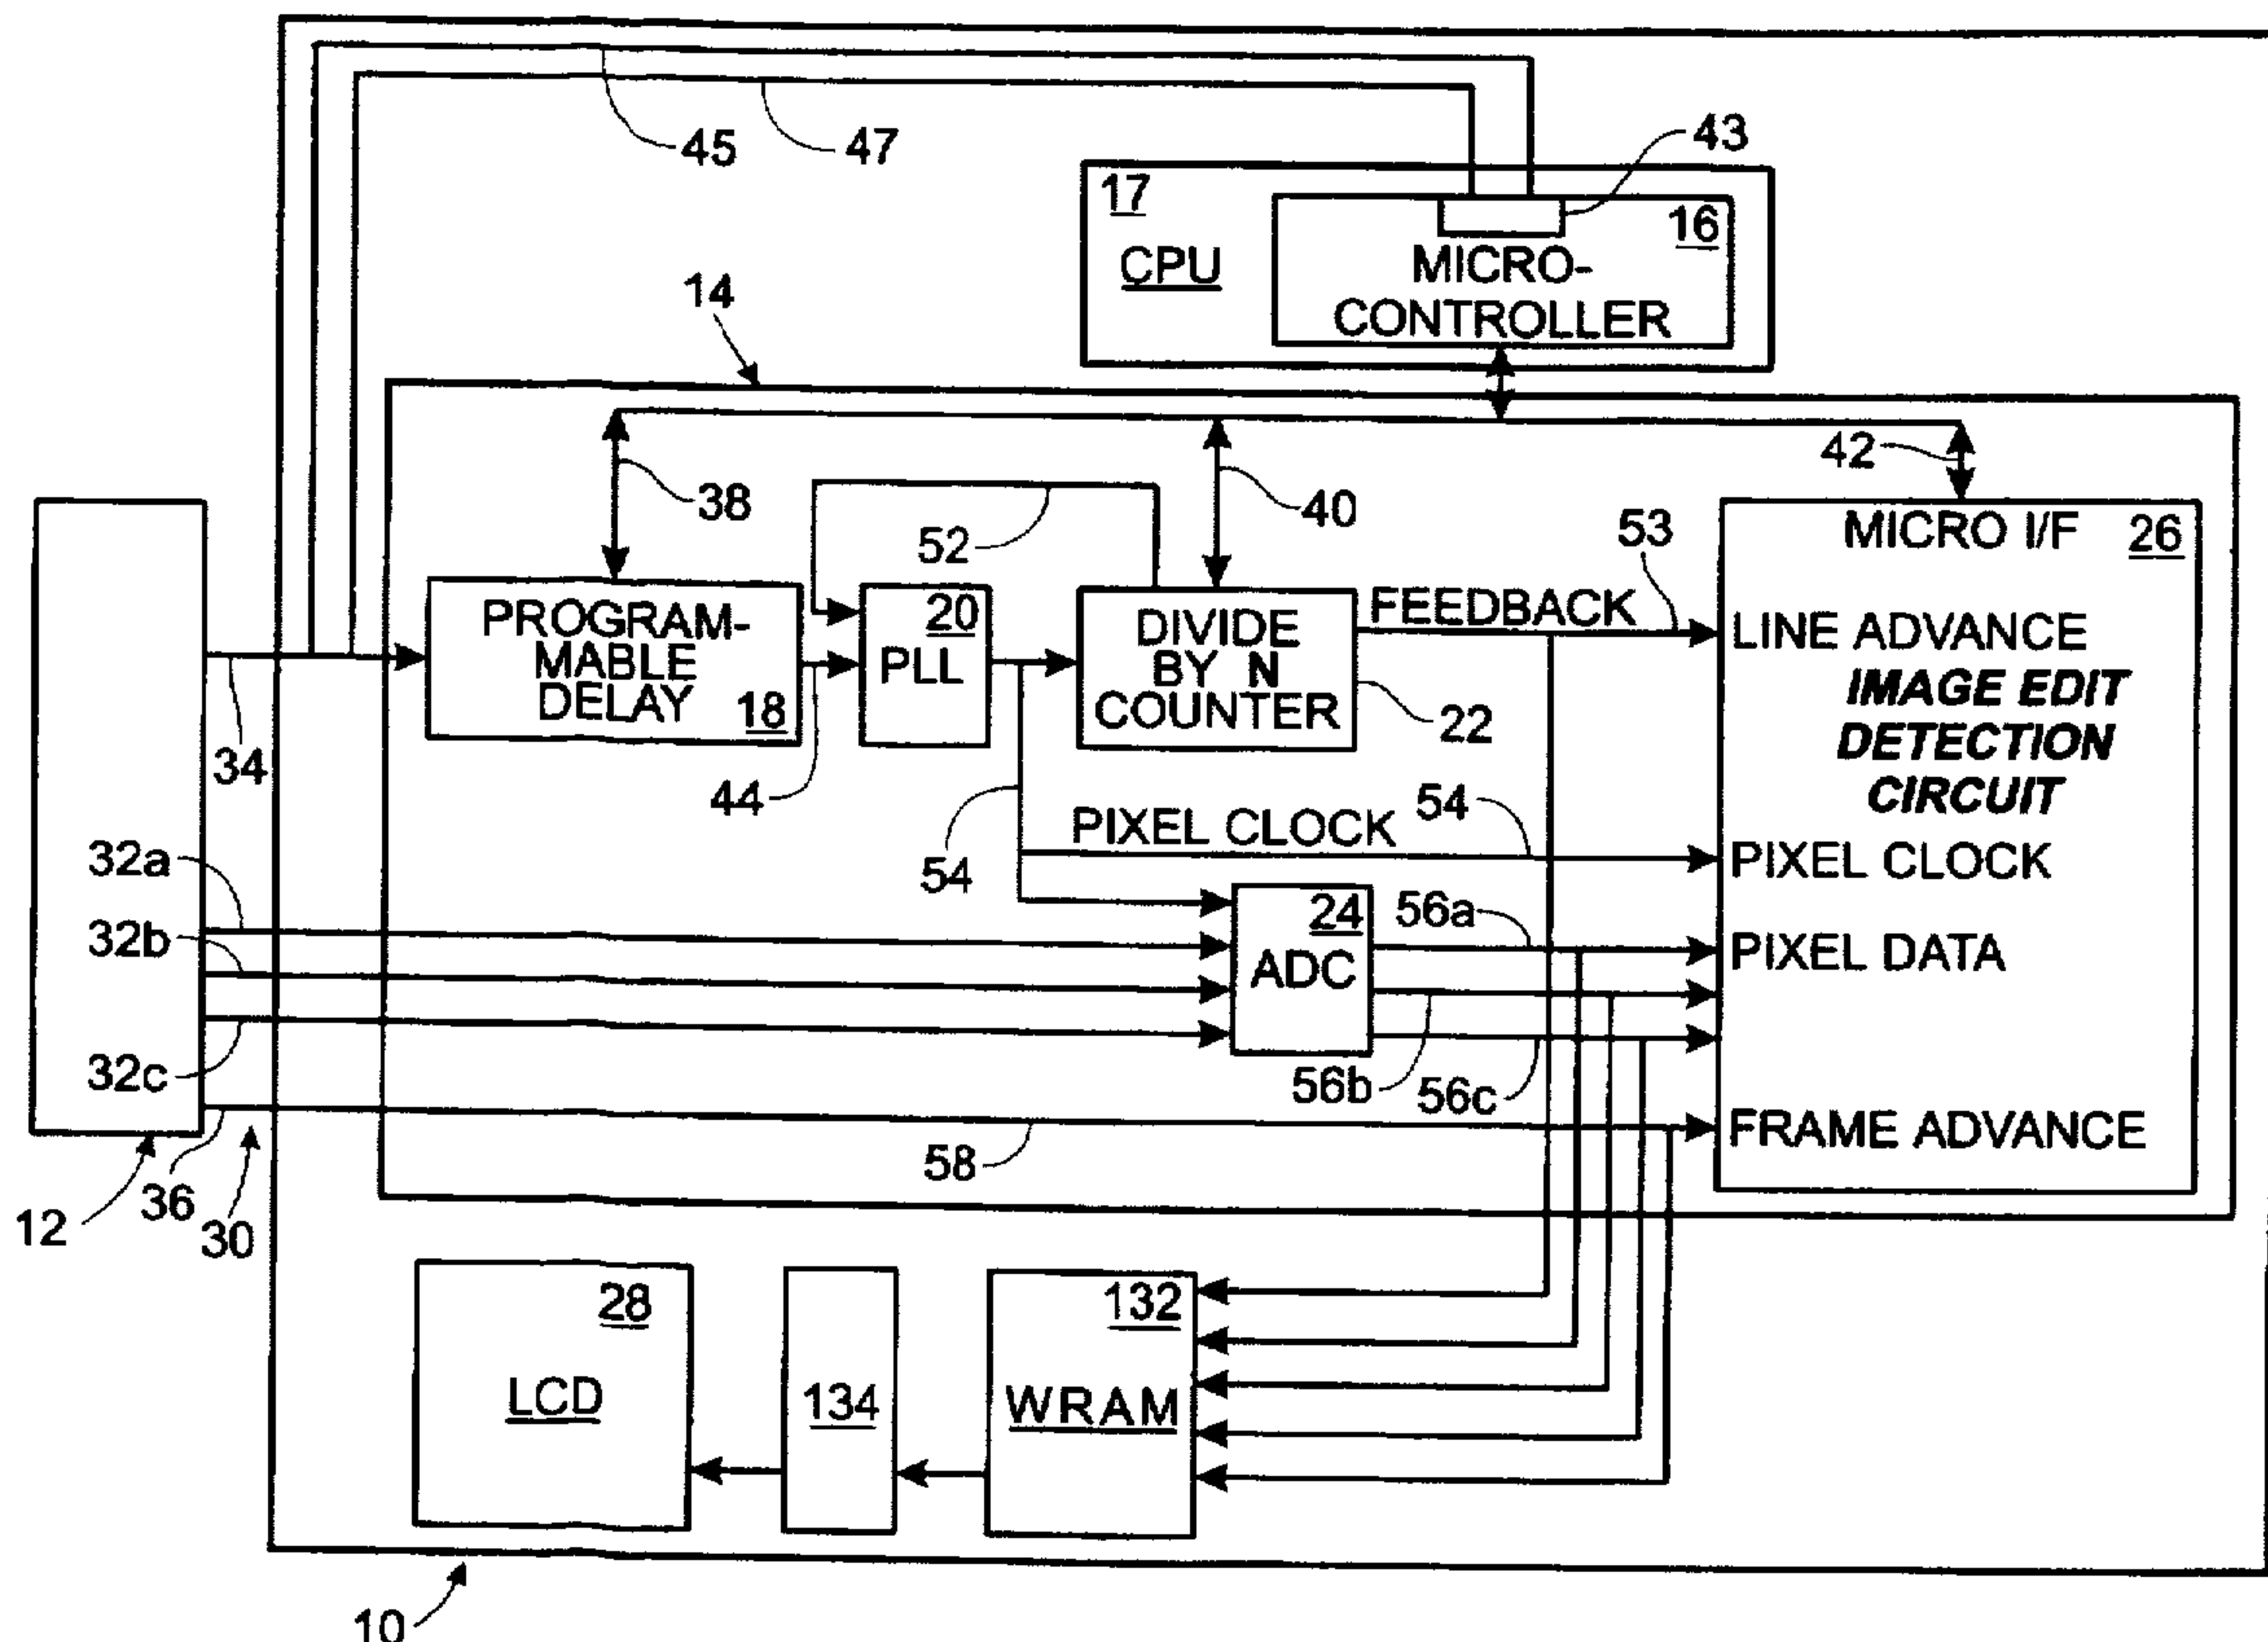 45
47
43
17
CPU
16
MICRO-
CONTROLLER
14
38
52
40
42
53
MICRO I/F 26
PROGRAM-
MABLE
DELAY 18
20
PLL
DIVIDE
BY N
COUNTER
FEEDBACK
LINE ADVANCE
IMAGE EDIT
DETECTION
CIRCUIT
34
44
22
54
PIXEL CLOCK
54
PIXEL CLOCK
32a
32b
32c
24
ADC
56a
PIXEL DATA
56b
56c
58
FRAME ADVANCE
12
36
30
28
LCD
134
132
WRAM
10